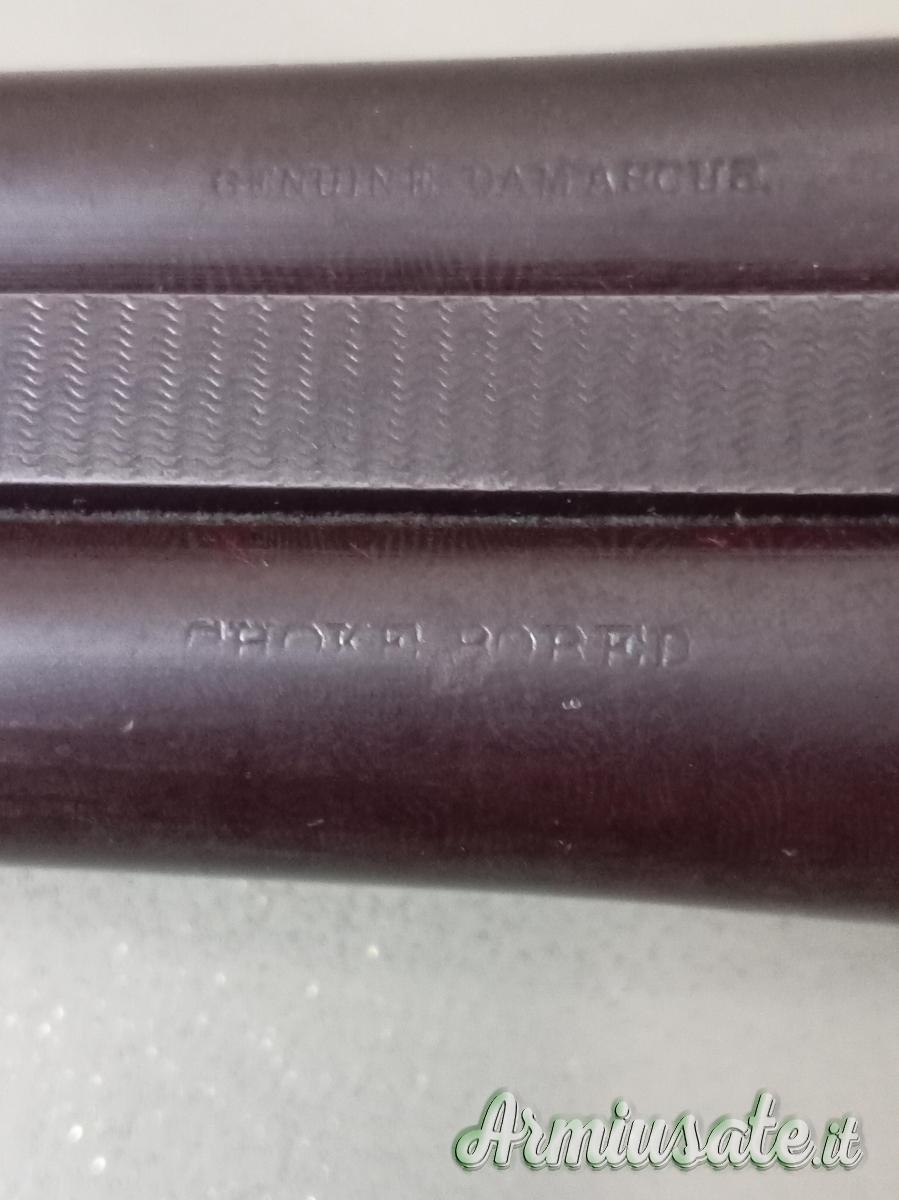 GENUINE DAMASCUS.
CHOKE BORED
Armiusate.it